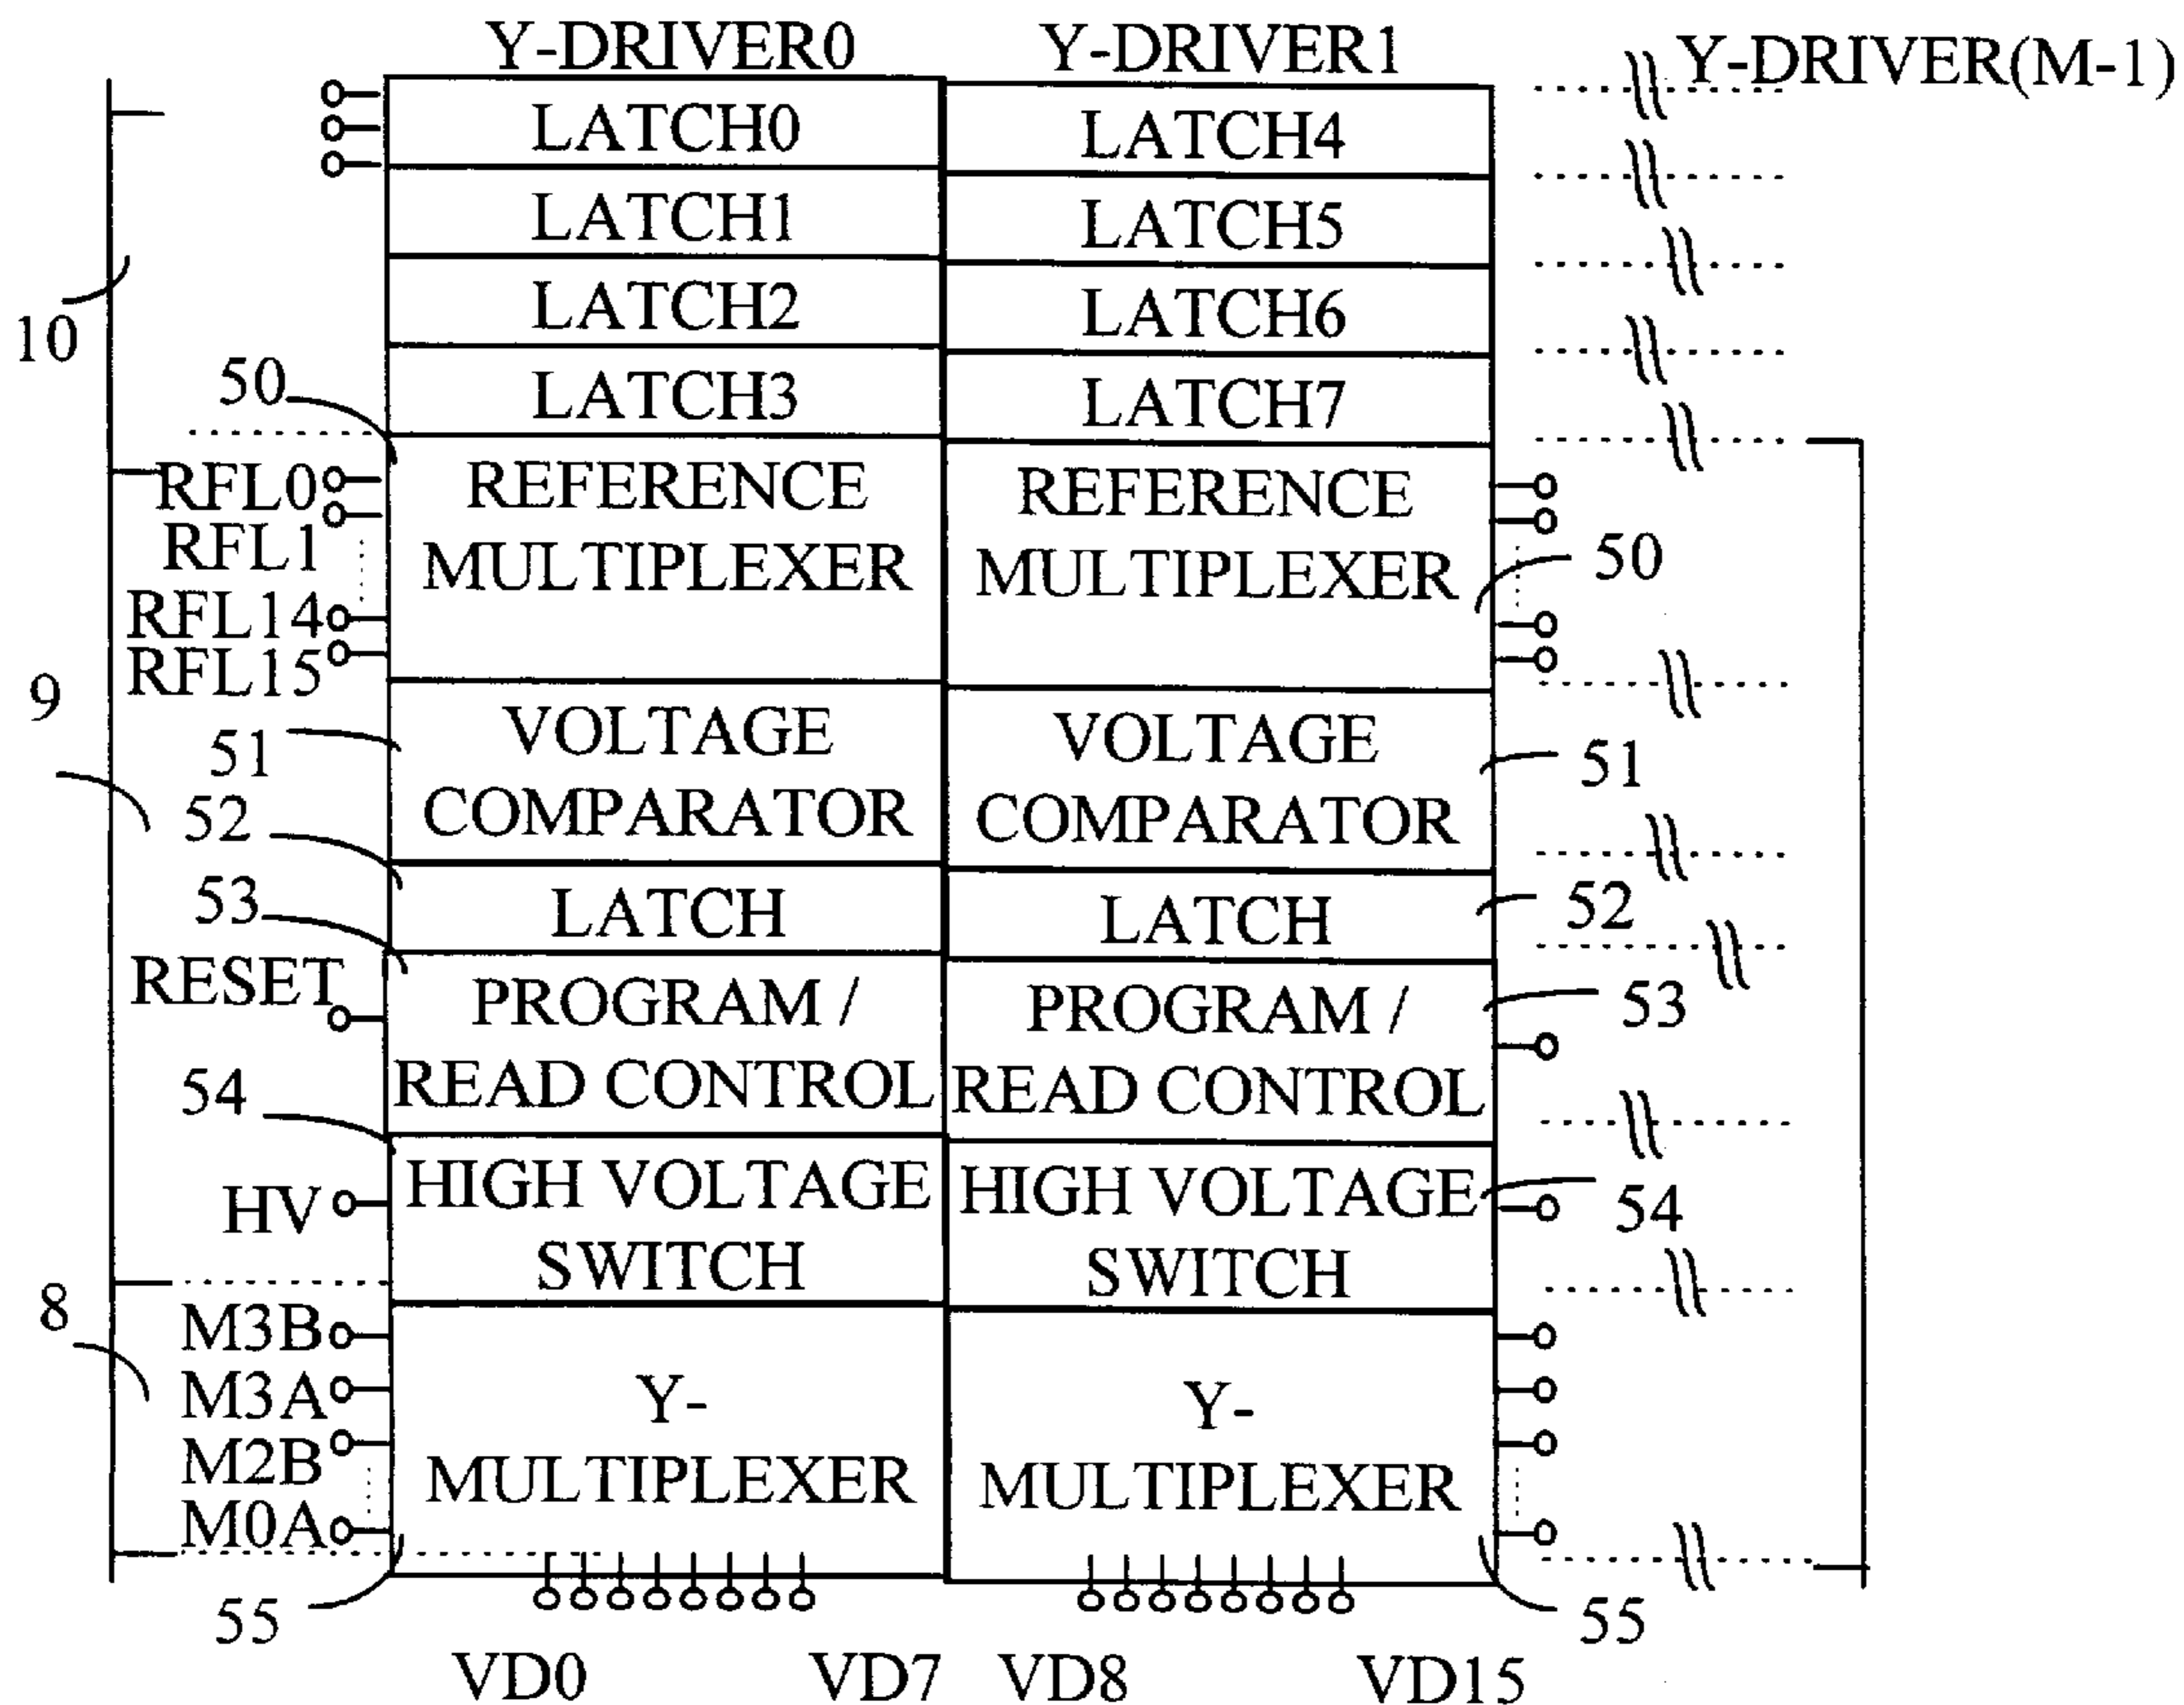 Y-DRIVER0 Y-DRIVER1 Y-DRIVER(M-1)
LATCH0 LATCH4
LATCH1 LATCH5
LATCH2 LATCH6
10
LATCH3 LATCH7
50
RFL0 REFERENCE REFERENCE
RFL1 MULTIPLEXER MULTIPLEXER 50
RFL14
RFL15
9
51 VOLTAGE VOLTAGE 51
52 COMPARATOR COMPARATOR
53 LATCH LATCH 52
RESET PROGRAM / PROGRAM / 53
54 READ CONTROL READ CONTROL
HV HIGH VOLTAGE HIGH VOLTAGE 54
SWITCH SWITCH
8
M3B
M3A Y- Y-
M2B MULTIPLEXER MULTIPLEXER
M0A
55 55
VD0 VD7 VD8 VD15